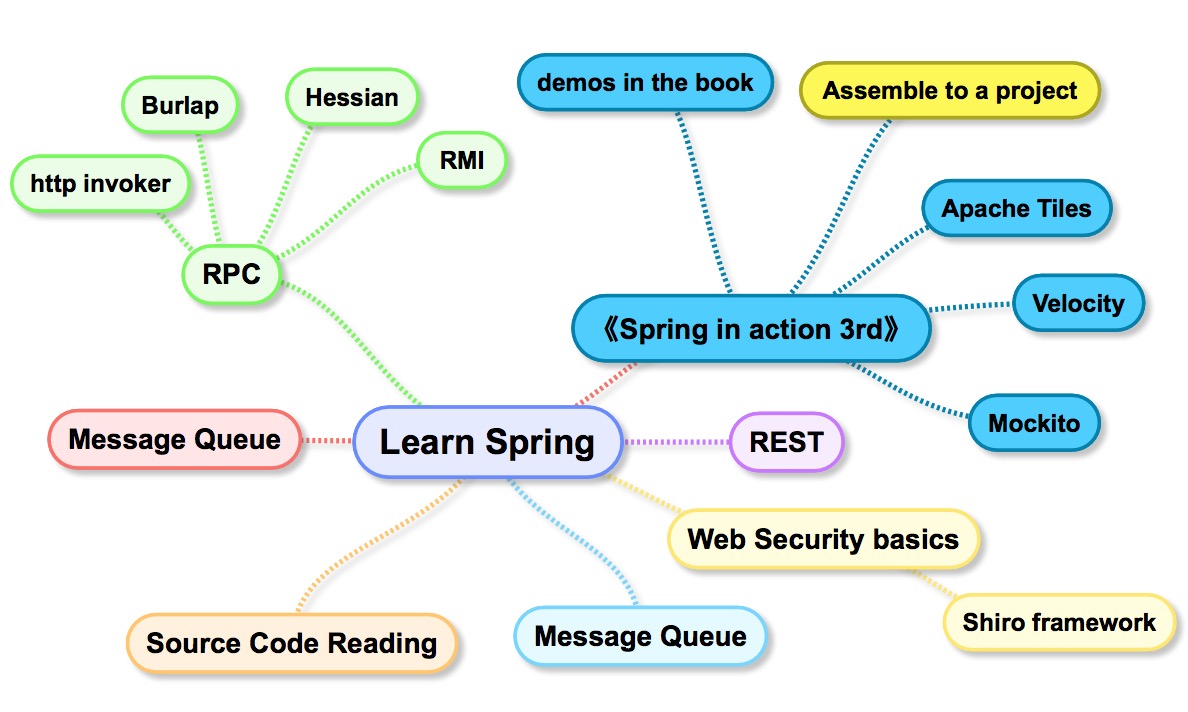 demos in the book
Assemble to a project
Hessian
Burlap
RMI
http invoker
Apache Tiles
RPC
Velocity
《Spring in action 3rd》
Mockito
Message Queue
Learn Spring
REST
Web Security basics
Shiro framework
Source Code Reading
Message Queue